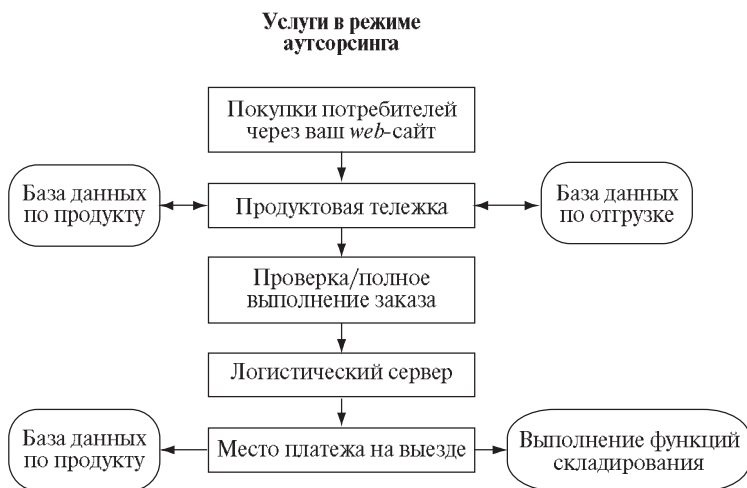 Услуги в режиме
аутсорсинга
Покупки потребителей
через ваш web-сайт
База данных
по продукту
Продуктовая тележка
База данных
по отгрузке
Проверка/полное
выполнение заказа
Логистический сервер
База данных
по продукту
Место платежа на выезде
Выполнение функций
складирования